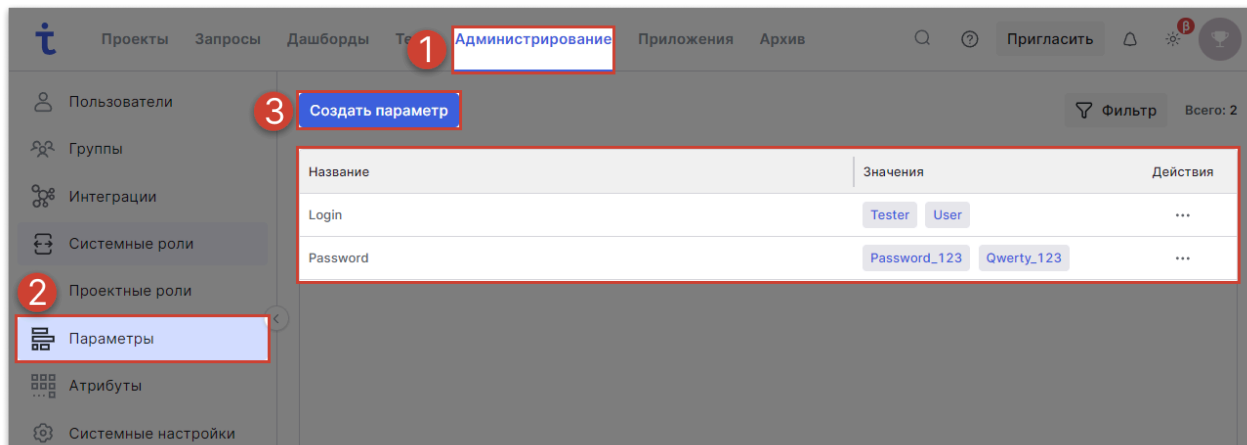 Проекты Запросы Дашборды Те 1 Администрирование Приложения Архив Пригласить β
Пользователи
3 Создать параметр Фильтр Всего: 2
Группы
Название Значения Действия
Интеграции
Login Tester User ...
Системные роли
Password Password_123 Qwerty_123 ...
2 Проектные роли
Параметры
Атрибуты
Системные настройки